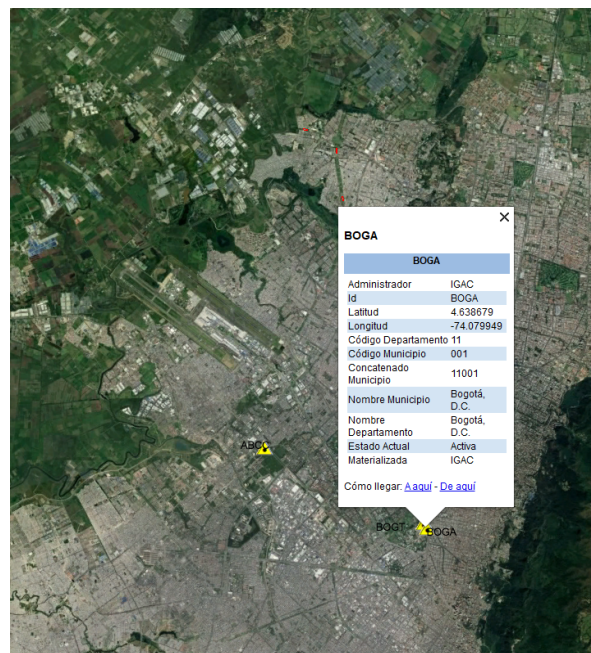 BOGA
BOGA
Administrador IGAC
Id BOGA
Latitud 4.638679
Longitud -74.079949
Código Departamento 11
Código Municipio 001
Concatenado
Municipio 11001
Nombre Municipio Bogotá,
D.C.
Nombre
Departamento Bogotá,
D.C.
Estado Actual Activa
Materializada IGAC
Cómo llegar: A aquí - De aquí
ABCC
BOGT
BOGA